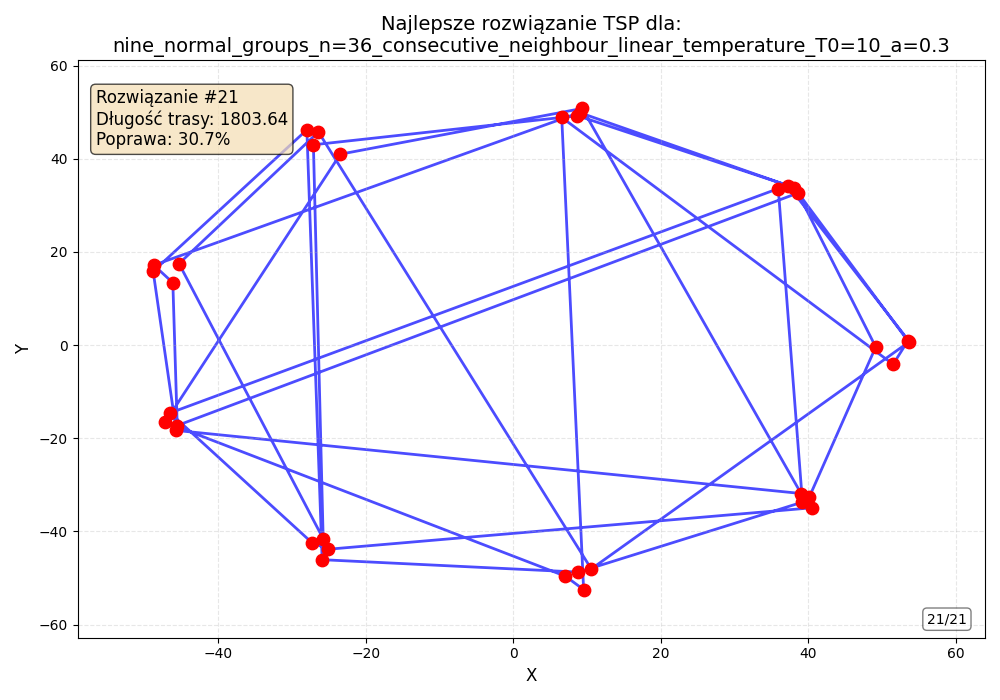 Najlepsze rozwiązanie TSP dla:
nine_normal_groups_n=36_consecutive_neighbour_linear_temperature_T0=10_a=0.3
Rozwiązanie #21
Długość trasy: 1803.64
Poprawa: 30.7%
60
40
20
0
−20
−40
−60
Y
−40
−20
0
20
40
60
X
21/21